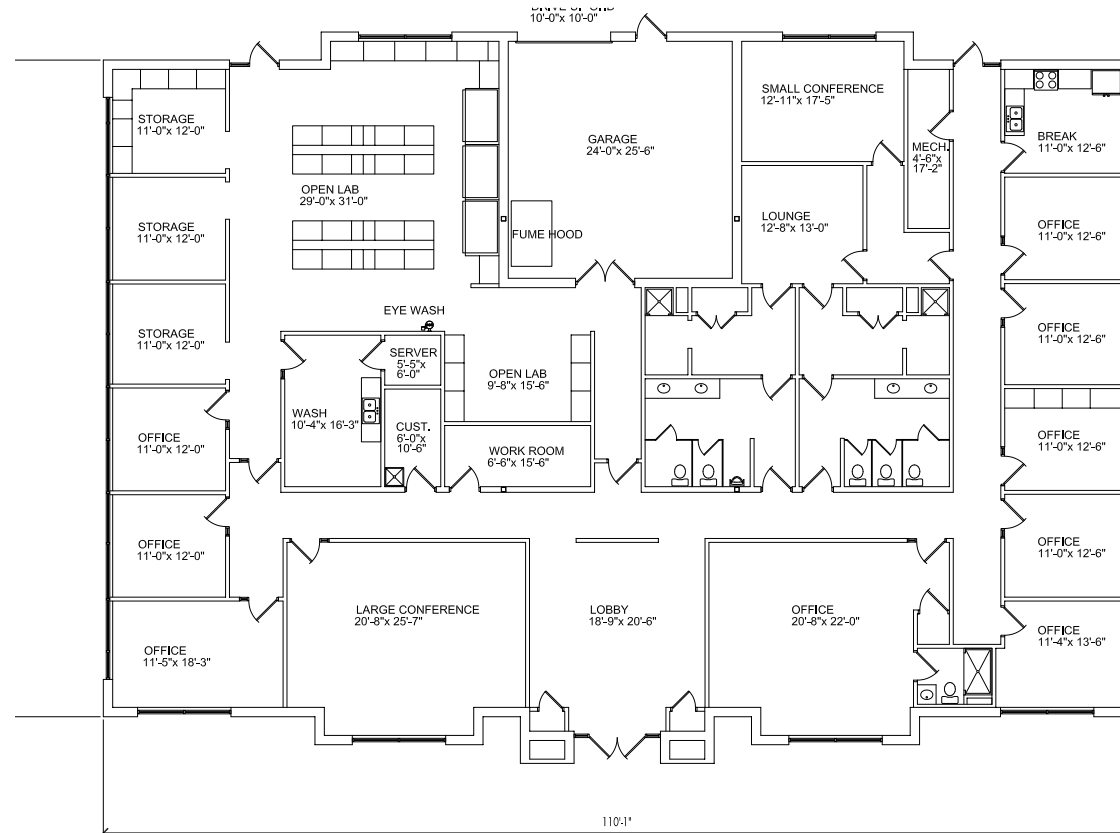 10'-0"x 10'-0"
STORAGE
11'-0"x 12'-0"
OPEN LAB
29'-0"x 31'-0"
GARAGE
24'-0"x 25'-6"
SMALL CONFERENCE
12'-11"x 17'-5"
MECH.
4'-6"x
17'-2"
BREAK
11'-0"x 12'-6"
STORAGE
11'-0"x 12'-0"
FUME HOOD
LOUNGE
12'-8"x 13'-0"
OFFICE
11'-0"x 12'-6"
EYE WASH
STORAGE
11'-0"x 12'-0"
SERVER
5'-5"x
6'-0"
OPEN LAB
9'-8"x 15'-6"
OFFICE
11'-0"x 12'-6"
OFFICE
11'-0"x 12'-0"
WASH
10'-4"x 16'-3"
CUST.
6'-0"x
10'-6"
WORK ROOM
6'-6"x 15'-6"
OFFICE
11'-0"x 12'-6"
OFFICE
11'-0"x 12'-0"
OFFICE
11'-0"x 12'-6"
LARGE CONFERENCE
20'-8"x 25'-7"
LOBBY
18'-9"x 20'-6"
OFFICE
20'-8"x 22'-0"
OFFICE
11'-4"x 13'-6"
OFFICE
11'-5"x 18'-3"
110'-1"